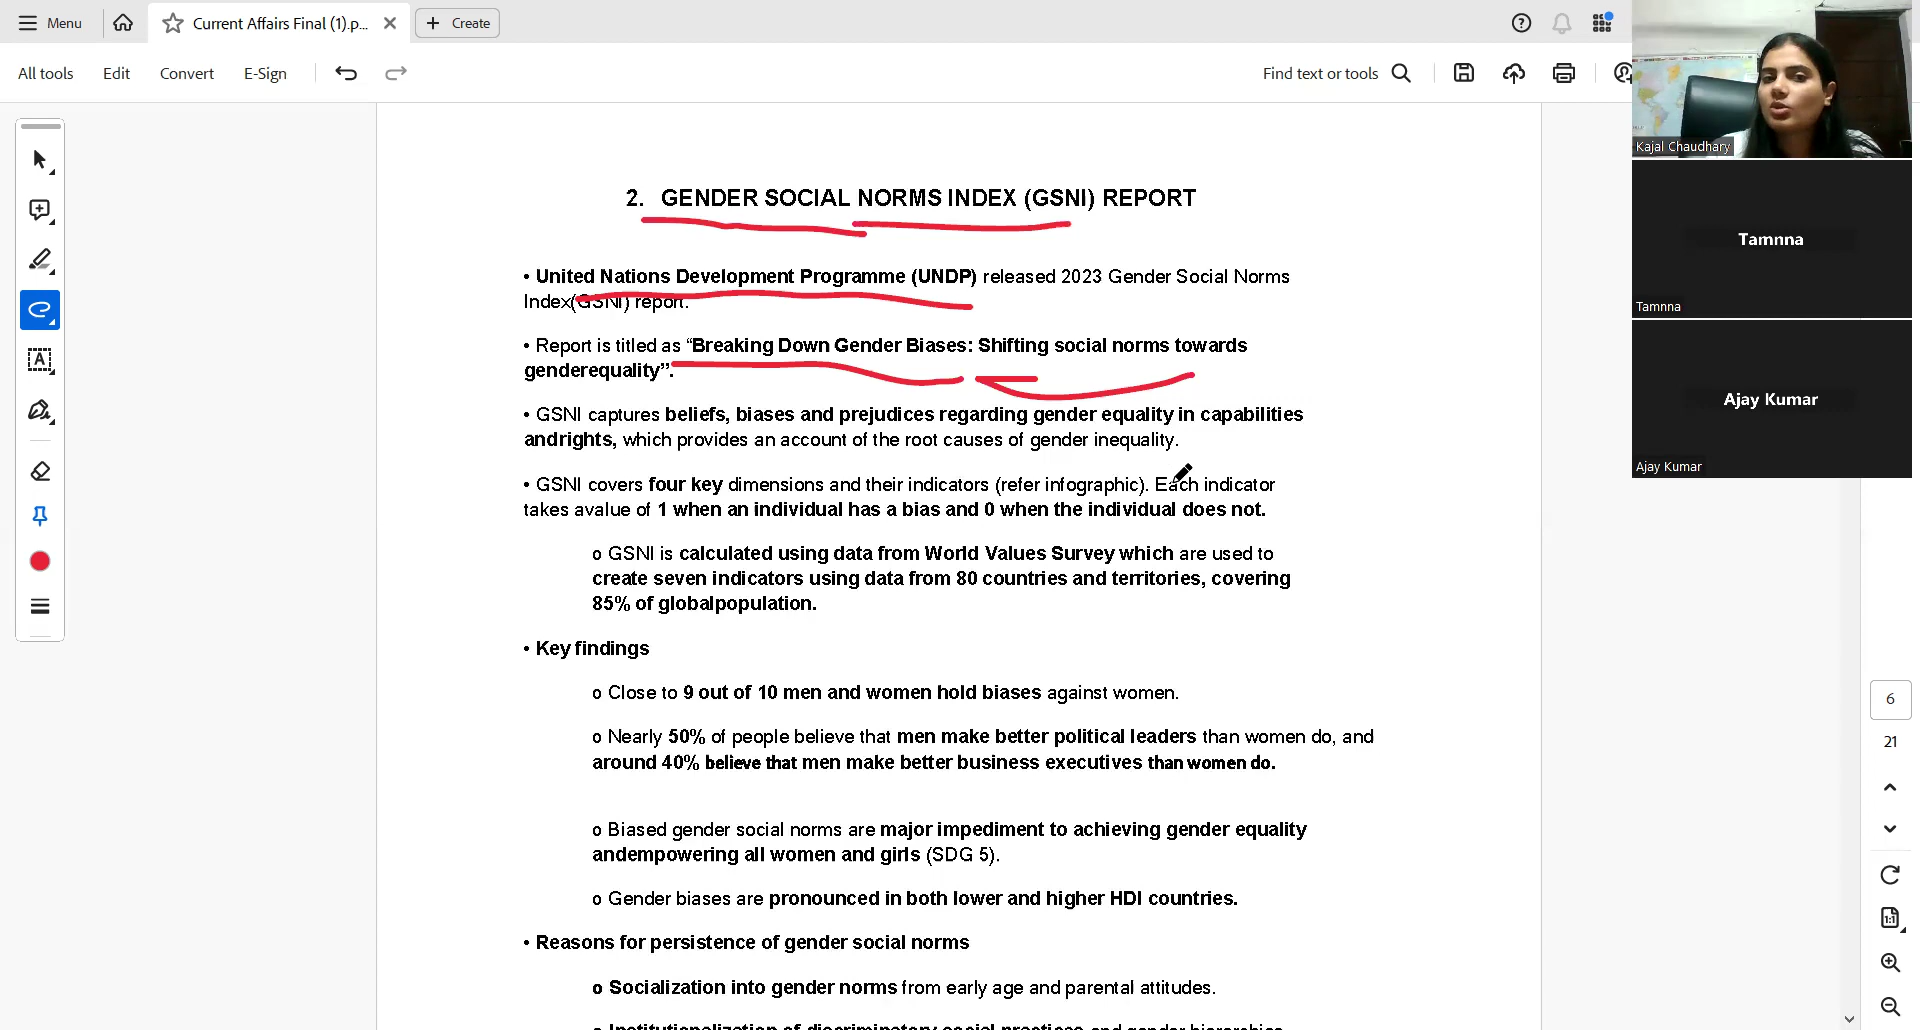 Menu
Current Affairs Final (1).p...
Create
All tools
Edit
Convert
E-Sign
Find text or tools
Kajal Chaudhary
Tamnna
Tamnna
Ajay Kumar
Ajay Kumar
2. GENDER SOCIAL NORMS INDEX (GSNI) REPORT
• United Nations Development Programme (UNDP) released 2023 Gender Social Norms
Index(GSNI) report.
• Report is titled as “Breaking Down Gender Biases: Shifting social norms towards
genderequality”.
• GSNI captures beliefs, biases and prejudices regarding gender equality in capabilities
andrights, which provides an account of the root causes of gender inequality.
• GSNI covers four key dimensions and their indicators (refer infographic). Each indicator
takes avalue of 1 when an individual has a bias and 0 when the individual does not.
o GSNI is calculated using data from World Values Survey which are used to
create seven indicators using data from 80 countries and territories, covering
85% of globalpopulation.
• Key findings
o Close to 9 out of 10 men and women hold biases against women.
o Nearly 50% of people believe that men make better political leaders than women do, and
around 40% believe that men make better business executives than women do.
o Biased gender social norms are major impediment to achieving gender equality
andempowering all women and girls (SDG 5).
o Gender biases are pronounced in both lower and higher HDI countries.
• Reasons for persistence of gender social norms
o Socialization into gender norms from early age and parental attitudes.
o Institutionalization of discriminatory social practices and gender hierarchies
6
21
1:1